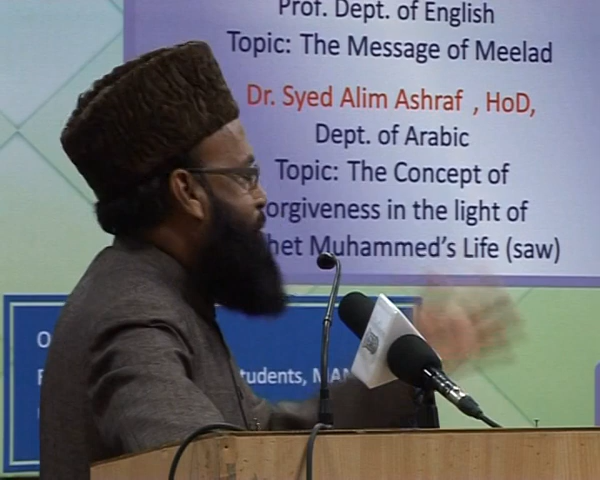 Prof. Dept. of English
Topic: The Message of Meelad
Dr. Syed Alim Ashraf , HoD,
Dept. of Arabic
Topic: The Concept of
orgiveness in the light of
het Muhammed's Life (saw)
tudents, MAN